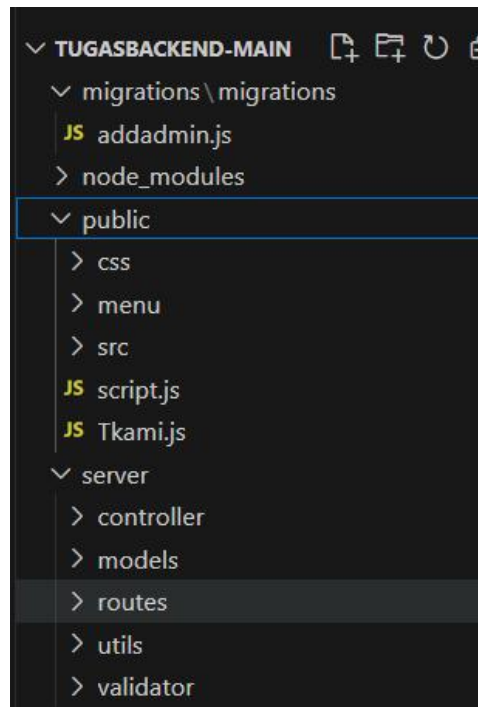 TUGASBACKEND-MAIN
migrations\migrations
JS addadmin.js
node_modules
public
css
menu
src
JS script.js
JS Tkami.js
server
controller
models
routes
utils
validator